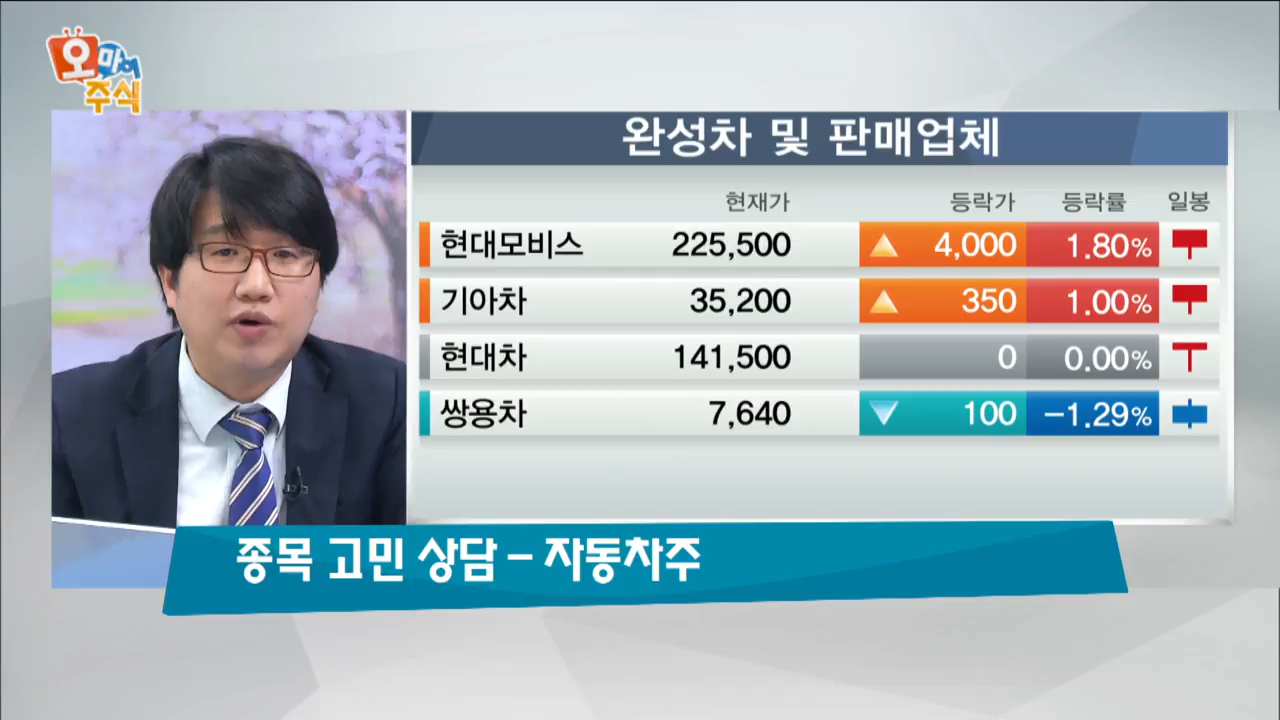 오마이
주식
완성차 및 판매업체
현재가 등락가 등락률 일봉
현대모비스 225,500 ▲ 4,000 1.80%
기아차 35,200 ▲ 350 1.00%
현대차 141,500 0 0.00%
쌍용차 7,640 ▼ 100 -1.29%
종목 고민 상담 – 자동차주